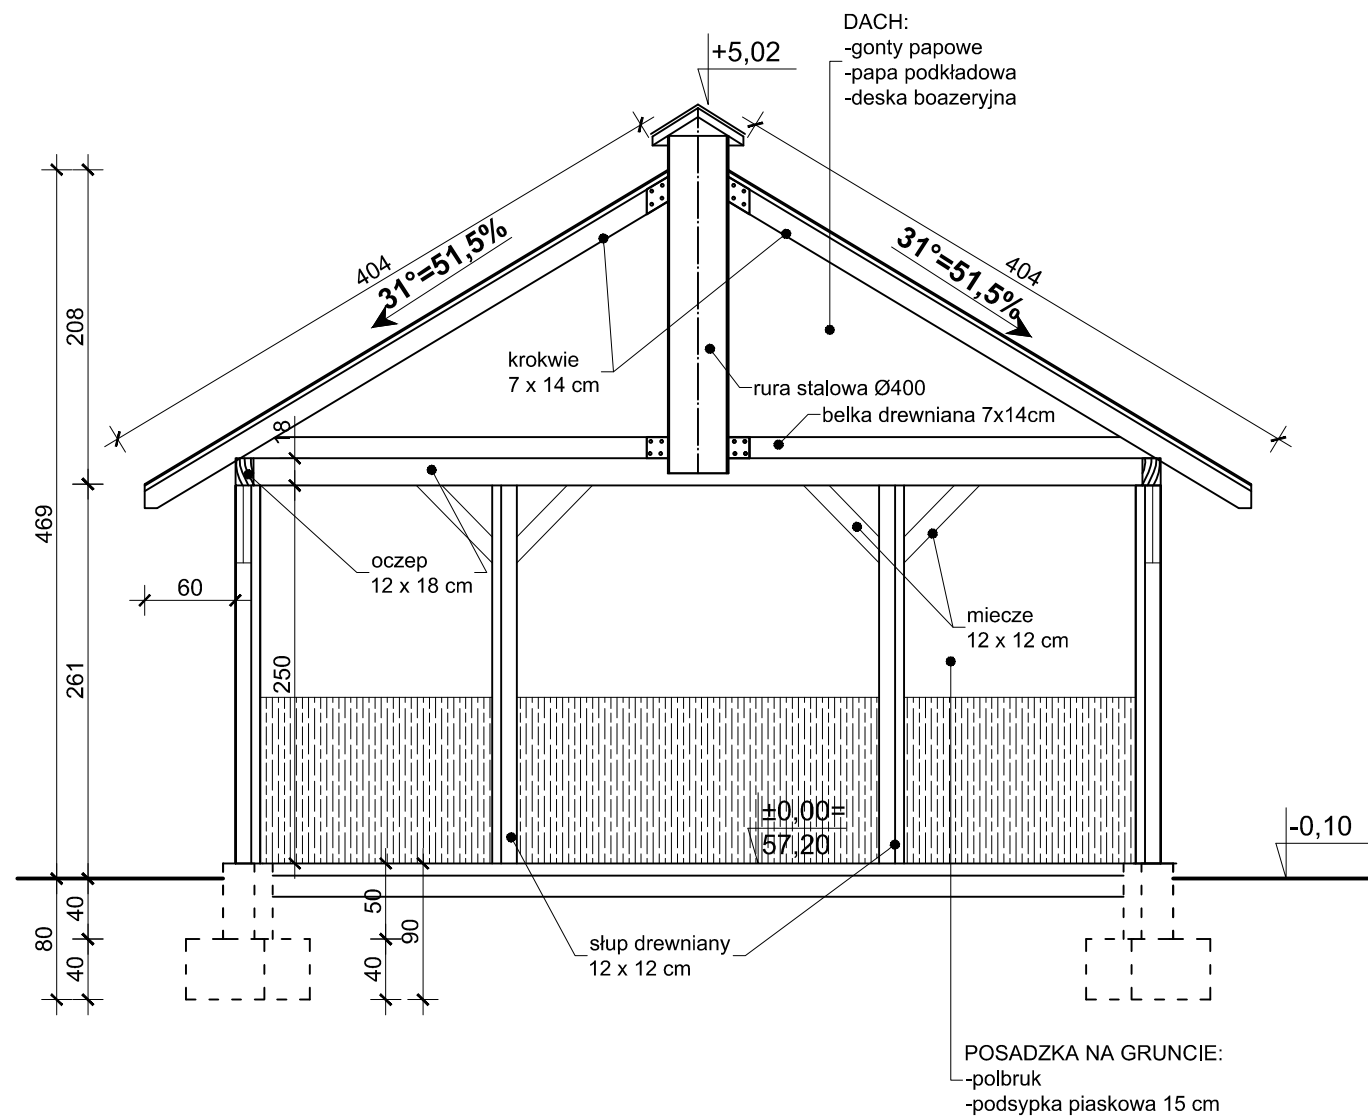 DACH:
-gonty papowe
-papa podkładowa
-deska boazeryjna
+5,02
404
31°=51,5%
31°=51,5%
404
208
krokwie
7 x 14 cm
rura stalowa Ø400
belka drewniana 7x14cm
18
469
oczep
12 x 18 cm
60
miecze
12 x 12 cm
261
250
±0,00=
57,20
-0,10
40
50
80
90
40
40
słup drewniany
12 x 12 cm
POSADZKA NA GRUNCIE:
-polbruk
-podsypka piaskowa 15 cm